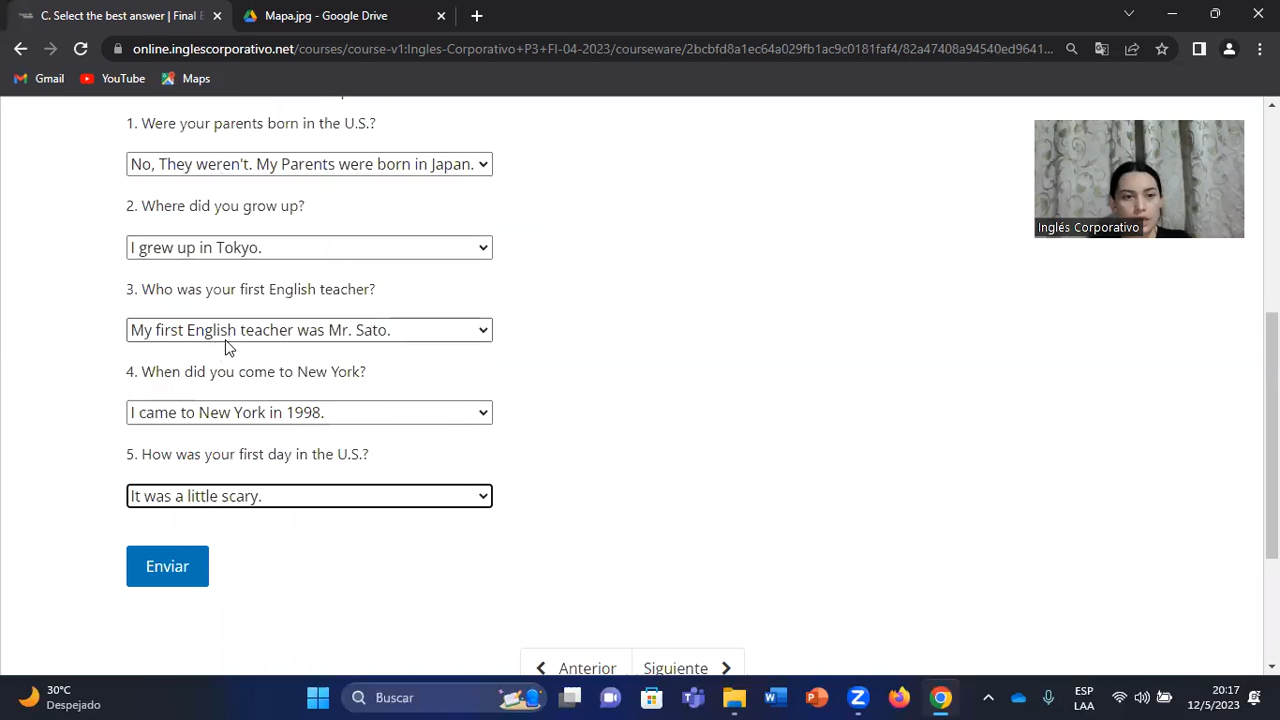 C. Select the best answer | Final E
Mapa.jpg - Google Drive
online.inglescorporativo.net/courses/course-v1:Ingles-Corporativo+P3+FI-04-2023/courseware/2bcbfd8a1ec64a029fb1ac9c0181faf4/82a47408a94540ed9641...
Gmail
YouTube
Maps
1. Were your parents born in the U.S.?
No, They weren't. My Parents were born in Japan.
2. Where did you grow up?
I grew up in Tokyo.
3. Who was your first English teacher?
My first English teacher was Mr. Sato.
4. When did you come to New York?
I came to New York in 1998.
5. How was your first day in the U.S.?
It was a little scary.
Enviar
Anterior
Siguiente
Inglés Corporativo
30°C
Despejado
Buscar
ESP
LAA
20:17
12/5/2023